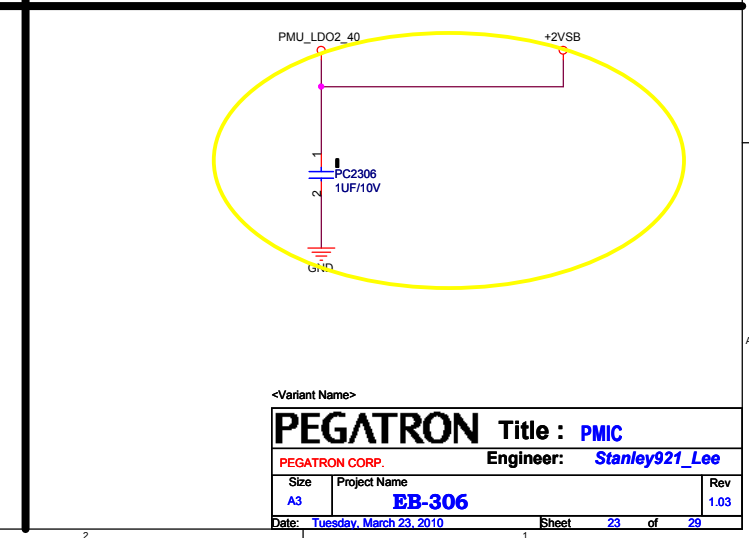 PMU_LDO2_40 +2VSB
1
PC2306
1UF/10V
2
GND
A
<Variant Name>
PEGATRON Title : PMIC
PEGATRON CORP. Engineer: Stanley921_Lee
Size Project Name Rev
A3 EB-306 1.03
Date: Tuesday, March 23, 2010 Sheet 23 of 29
2 1